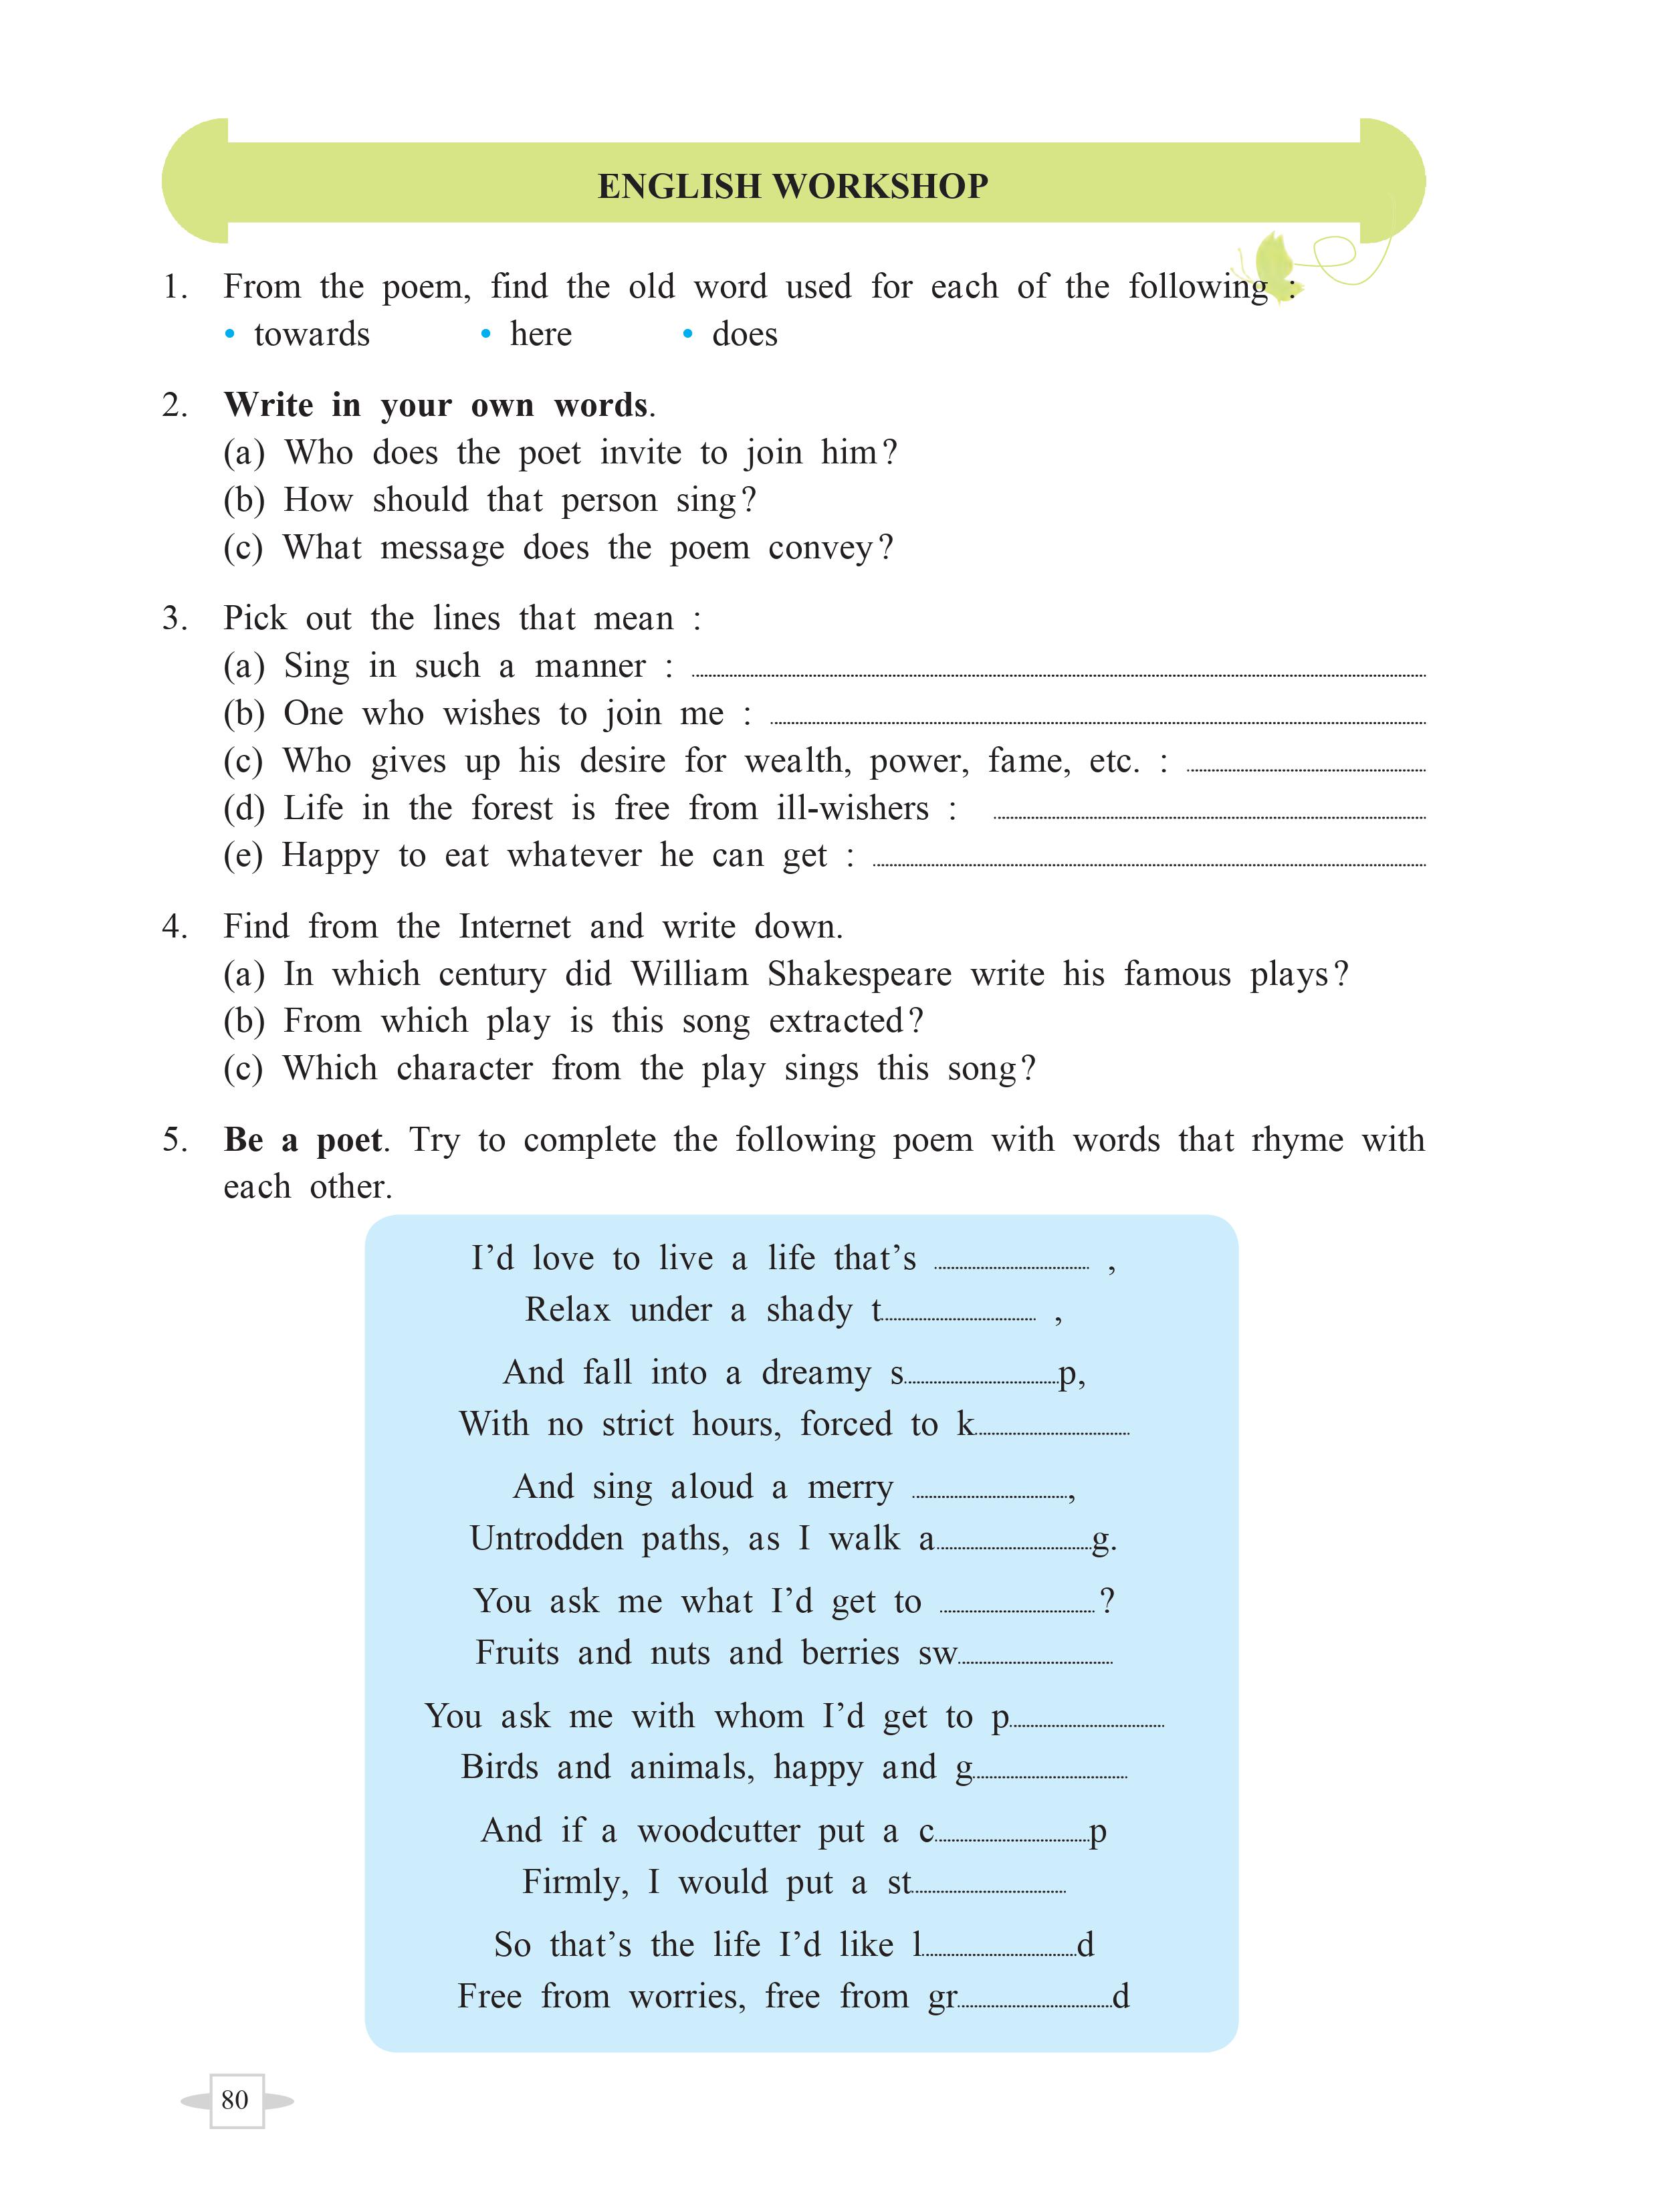 ENGLISH WORKSHOP
1. From the poem, find the old word used for each of the following :
• towards • here • does
2. Write in your own words.
(a) Who does the poet invite to join him?
(b) How should that person sing?
(c) What message does the poem convey?
3. Pick out the lines that mean :
(a) Sing in such a manner :
(b) One who wishes to join me :
(c) Who gives up his desire for wealth, power, fame, etc. :
(d) Life in the forest is free from ill-wishers :
(e) Happy to eat whatever he can get :
4. Find from the Internet and write down.
(a) In which century did William Shakespeare write his famous plays?
(b) From which play is this song extracted?
(c) Which character from the play sings this song?
5. Be a poet. Try to complete the following poem with words that rhyme with
each other.
I’d love to live a life that’s .................... ,
Relax under a shady t.................... ,
And fall into a dreamy s....................p,
With no strict hours, forced to k....................
And sing aloud a merry ....................,
Untrodden paths, as I walk a....................g.
You ask me what I’d get to ....................?
Fruits and nuts and berries sw....................
You ask me with whom I’d get to p....................
Birds and animals, happy and g....................
And if a woodcutter put a c....................p
Firmly, I would put a st....................
So that’s the life I’d like l....................d
Free from worries, free from gr....................d
80